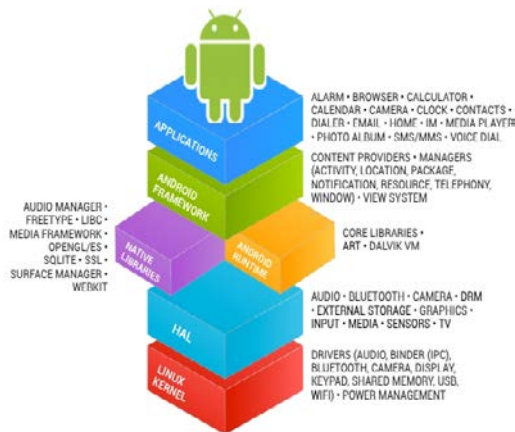 APPLICATIONS
ALARM • BROWSER • CALCULATOR •
CALENDAR • CAMERA • CLOCK • CONTACTS •
DIALER • EMAIL • HOME • IM • MEDIA PLAYER
• PHOTO ALBUM • SMS/MMS • VOICE DIAL
ANDROID
FRAMEWORK
CONTENT PROVIDERS • MANAGERS
(ACTIVITY, LOCATION, PACKAGE,
NOTIFICATION, RESOURCE, TELEPHONY,
WINDOW) • VIEW SYSTEM
AUDIO MANAGER •
FREETYPE • LIBC •
MEDIA FRAMEWORK •
OPENGL/ES •
SQLITE • SSL •
SURFACE MANAGER •
WEBKIT
NATIVE
LIBRARIES
ANDROID
RUNTIME
CORE LIBRARIES •
ART • DALVIK VM
HAL
AUDIO • BLUETOOTH • CAMERA • DRM
• EXTERNAL STORAGE • GRAPHICS •
INPUT • MEDIA • SENSORS • TV
LINUX
KERNEL
DRIVERS (AUDIO, BINDER (IPC),
BLUETOOTH, CAMERA, DISPLAY,
KEYPAD, SHARED MEMORY, USB,
WIFI) • POWER MANAGEMENT